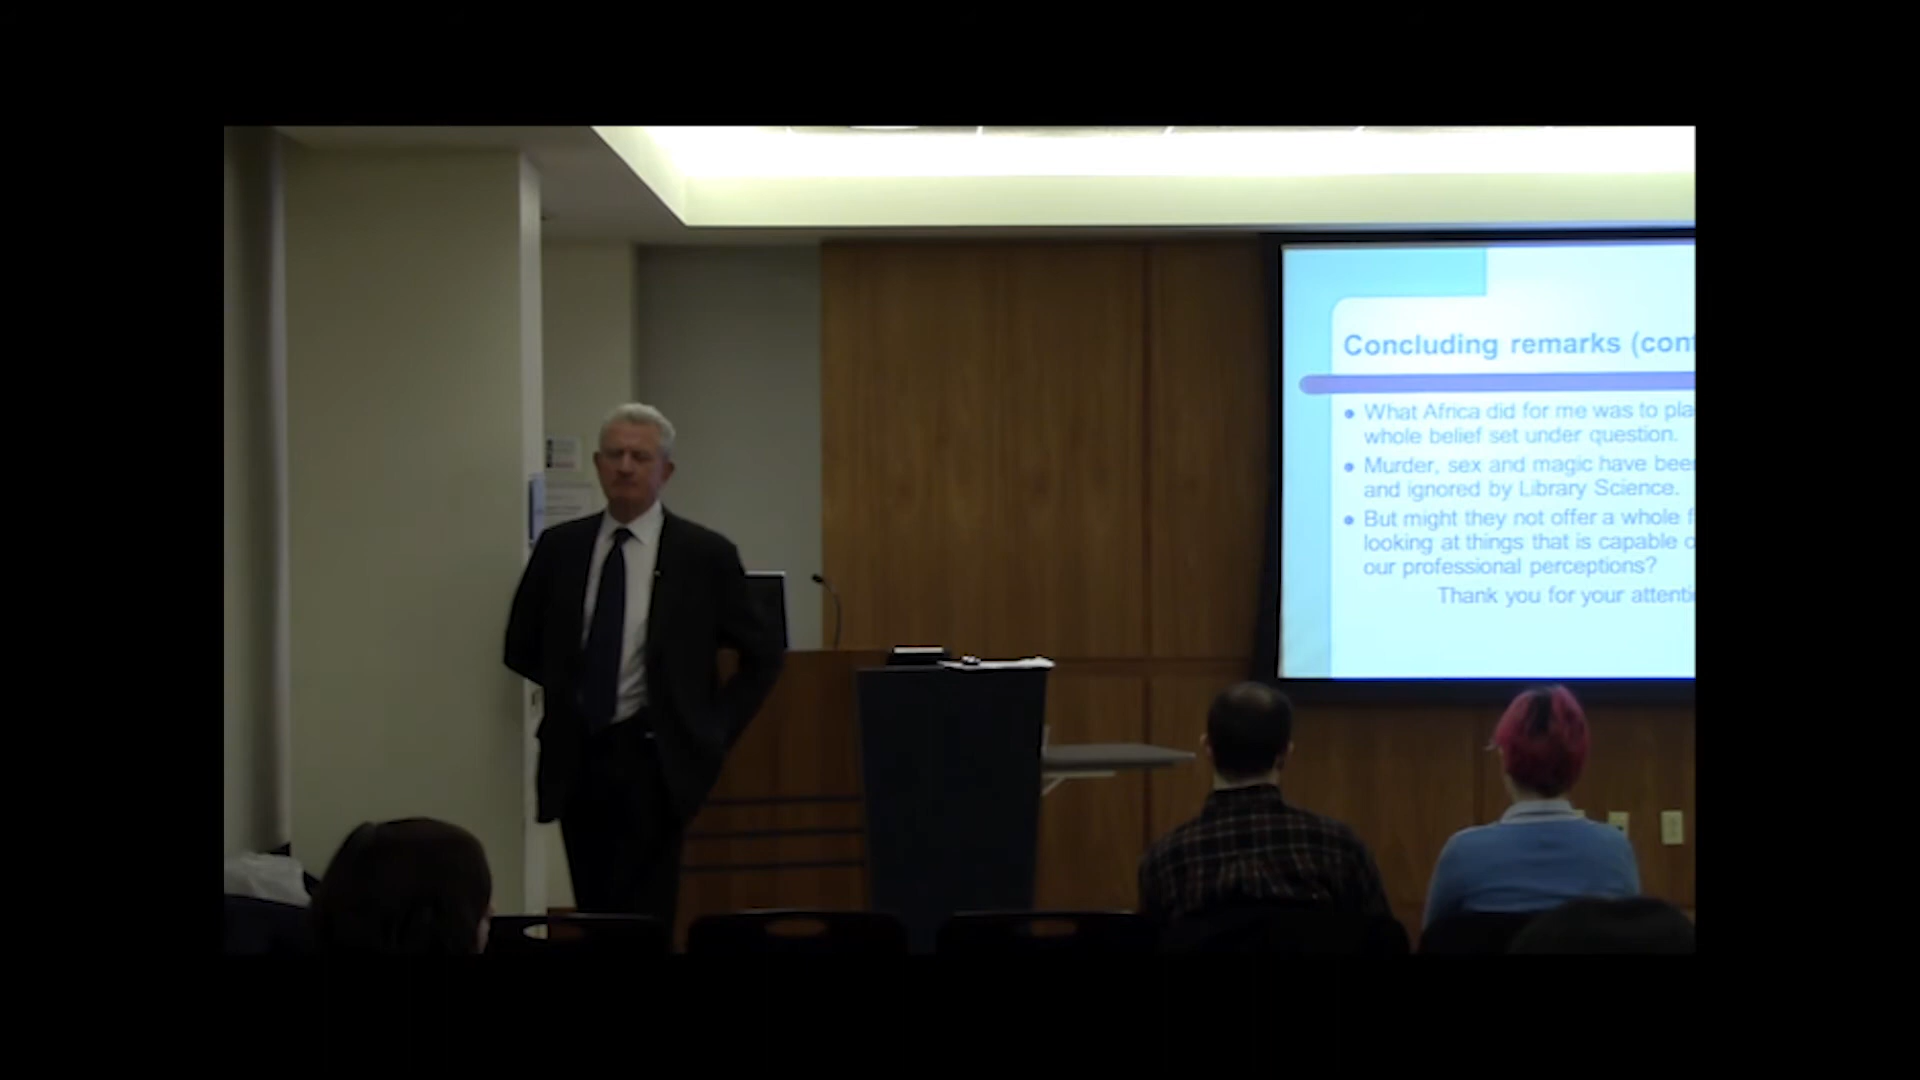 Concluding remarks (con
What Africa did for me was to pla
whole belief set under question.
Murder, sex and magic have bee
and ignored by Library Science.
But might they not offer a whole f
looking at things that is capable o
our professional perceptions?
Thank you for your attenti